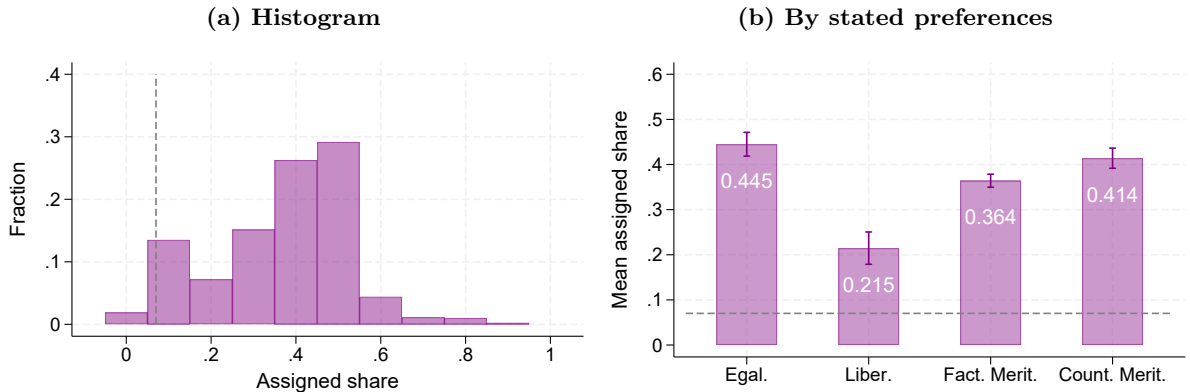 (a) Histogram
.4
.3
.2
.1
0
Fraction
0 .2 .4 .6 .8 1
Assigned share
(b) By stated preferences
.6
.5
.4
.3
.2
.1
0
Mean assigned share
0.445
0.215
0.364
0.414
Egal. Liber. Fact. Merit. Count. Merit.